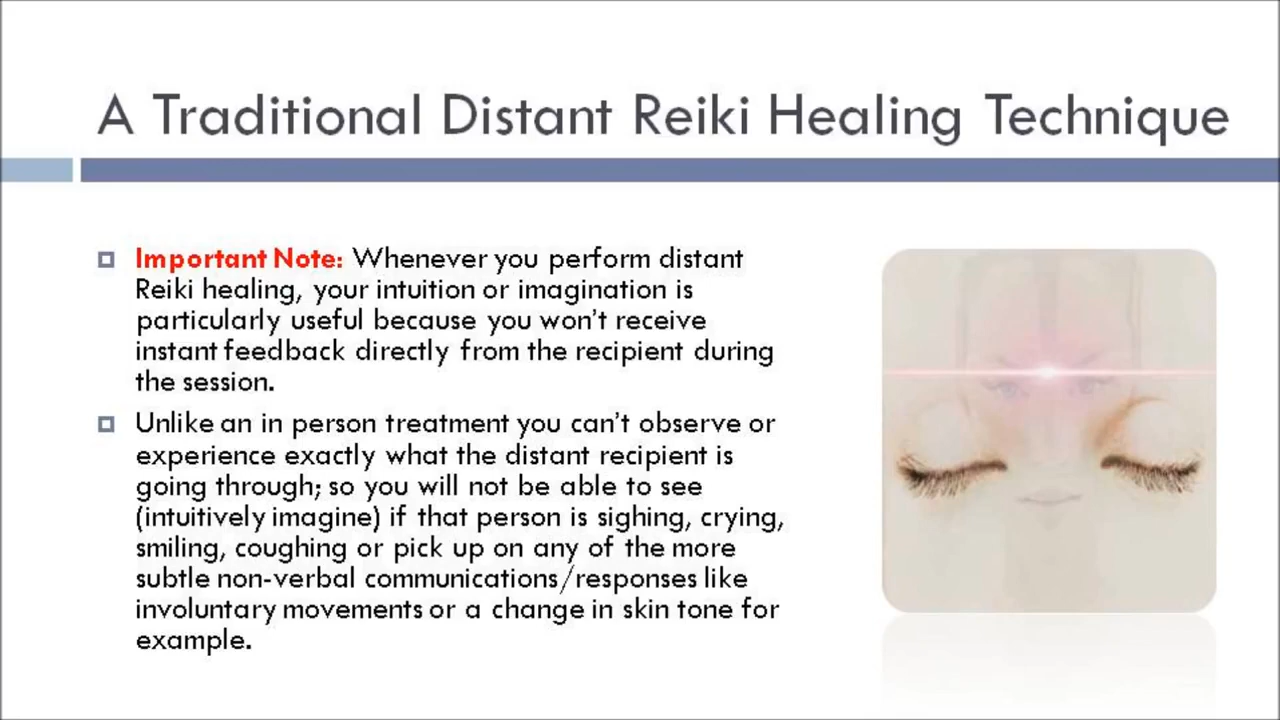 A Traditional Distant Reiki Healing Technique
Important Note: Whenever you perform distant
Reiki healing, your intuition or imagination is
particularly useful because you won't receive
instant feedback directly from the recipient during
the session.
Unlike an in person treatment you can't observe or
experience exactly what the distant recipient is
going through; so you will not be able to see
(intuitively imagine) if that person is sighing, crying,
smiling, coughing or pick up on any of the more
subtle non-verbal communications/responses like
involuntary movements or a change in skin tone for
example.